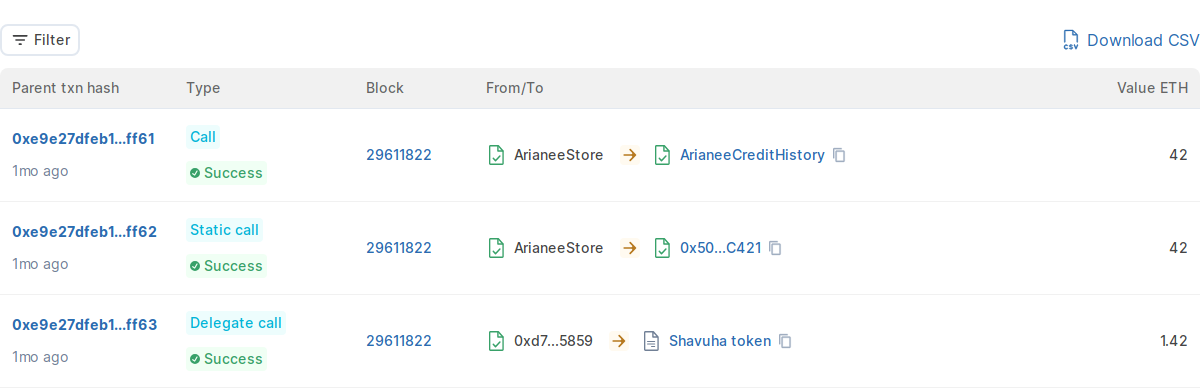 Filter
Download CSV
Parent txn hash Type Block From/To Value ETH
0xe9e27dfeb1...ff61 Call
29611822 ArianeeStore ArianeeCreditHistory 42
1mo ago Success
0xe9e27dfeb1...ff62 Static call
29611822 ArianeeStore 0x50...C421 42
1mo ago Success
0xe9e27dfeb1...ff63 Delegate call
29611822 0xd7...5859 Shavuha token 1.42
1mo ago Success